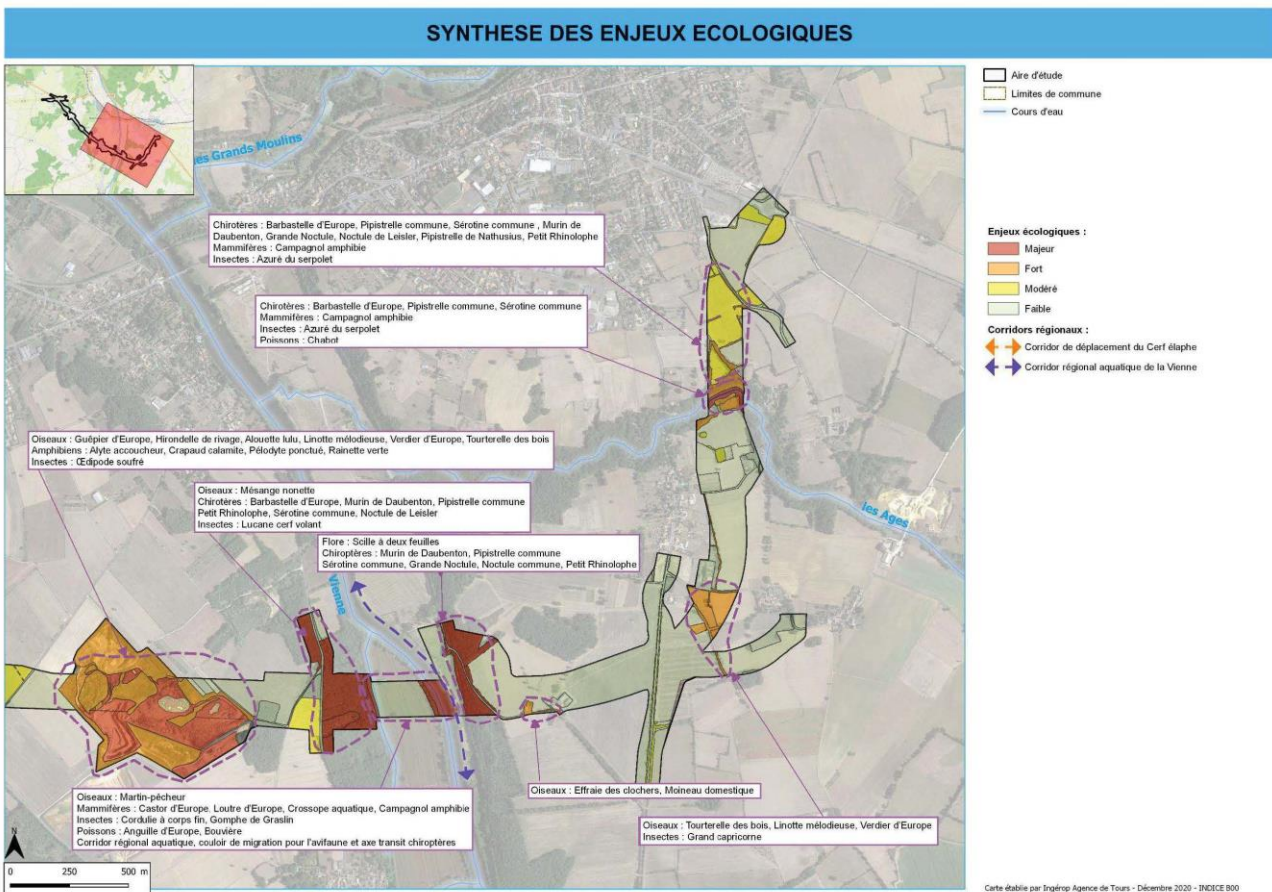 SYNTHESE DES ENJEUX ECOLOGIQUES
Aire d'étude
Limites de commune
Cours d'eau
es Grands Moulins
Chirotères : Barbastelle d'Europe, Pipistrelle commune, Sérotine commune , Murin de
Daubenton, Grande Noctule, Noctule de Leisler, Pipistrelle de Nathusius, Petit Rhinolophe
Mammifères : Campagnol amphibie
Insectes : Azuré du serpolet
Enjeux écologiques :
Majeur
Fort
Modéré
Faible
Corridors régionaux :
Corridor de déplacement du Cerf élaphe
Corridor régional aquatique de la Vienne
Chirotères : Barbastelle d'Europe, Pipistrelle commune, Sérotine commune
Mammifères : Campagnol amphibie
Insectes : Azuré du serpolet
Poissons : Chabot
Oiseaux : Guêpier d'Europe, Hirondelle de rivage, Alouette lulu, Linotte mélodieuse, Verdier d'Europe, Tourterelle des bois
Amphibiens : Alyte accoucheur, Crapaud calamite, Pélodyte ponctué, Rainette verte
Insectes : Œdipode soufré
Oiseaux : Mésange nonette
Chirotères : Barbastelle d'Europe, Murin de Daubenton, Pipistrelle commune
Petit Rhinolophe, Sérotine commune, Noctule de Leisler
Insectes : Lucane cerf volant
les Ages
Flore : Scille à deux feuilles
Chiroptères : Murin de Daubenton, Pipistrelle commune
Sérotine commune, Grande Noctule, Noctule commune, Petit Rhinolophe
Vienne
Oiseaux : Martin-pêcheur
Mammifères : Castor d'Europe. Loutre d'Europe, Crossope aquatique, Campagnol amphibie
Insectes : Cordulie à corps fin, Gomphe de Graslin
Poissons : Anguille d'Europe, Bouvière
Corridor régional aquatique, couloir de migration pour l'avifaune et axe transit chiroptères
Oiseaux : Effraie des clochers, Moineau domestique
Oiseaux : Tourterelle des bois, Linotte mélodieuse, Verdier d'Europe
Insectes : Grand capricorne
N
0 250 500 m
Carte établie par Ingérop Agence de Tours - Décembre 2020 - INDICE B00